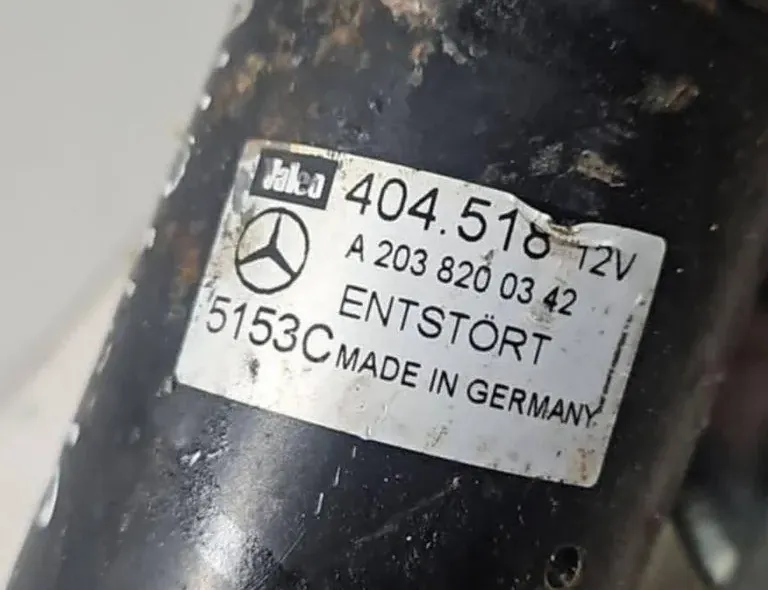 Valeo 404.518 12V
A 203 820 03 42
ENTSTÖRT
5153C MADE IN GERMANY